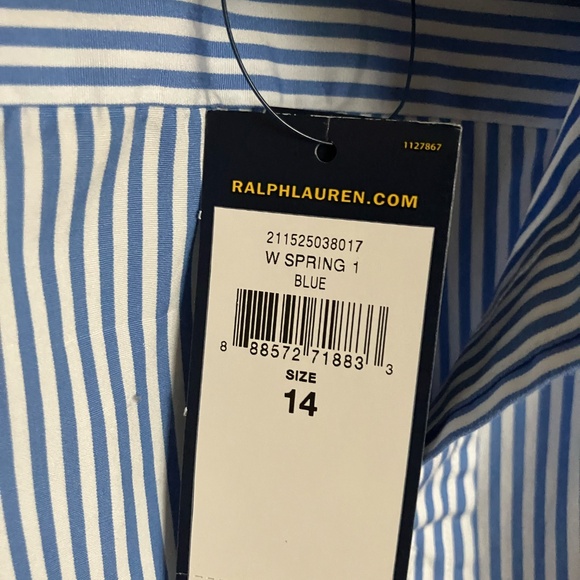 1127867
RALPHLAUREN.COM
211525038017
W SPRING 1
BLUE
8 88572 71883 3
SIZE
14